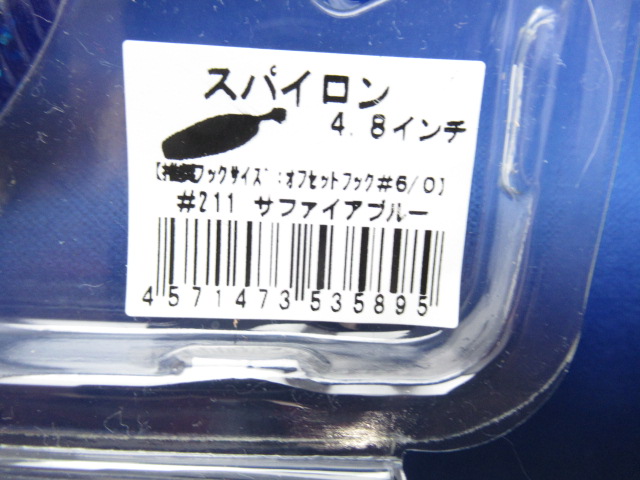 スパイロン
4.8インチ
【推奨フックサイズ:オフセットフック#6/0】
#211 サファイアブルー
4571473535895